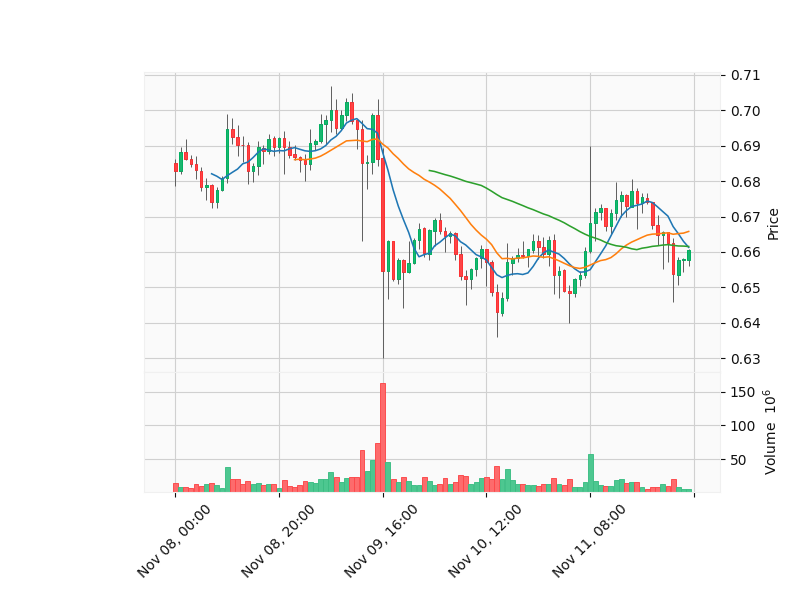 0.71
0.70
0.69
0.68
0.67
0.66
0.65
0.64
0.63
Price
150
100
50
Volume 10⁶
Nov 08, 00:00
Nov 08, 20:00
Nov 09, 16:00
Nov 10, 12:00
Nov 11, 08:00